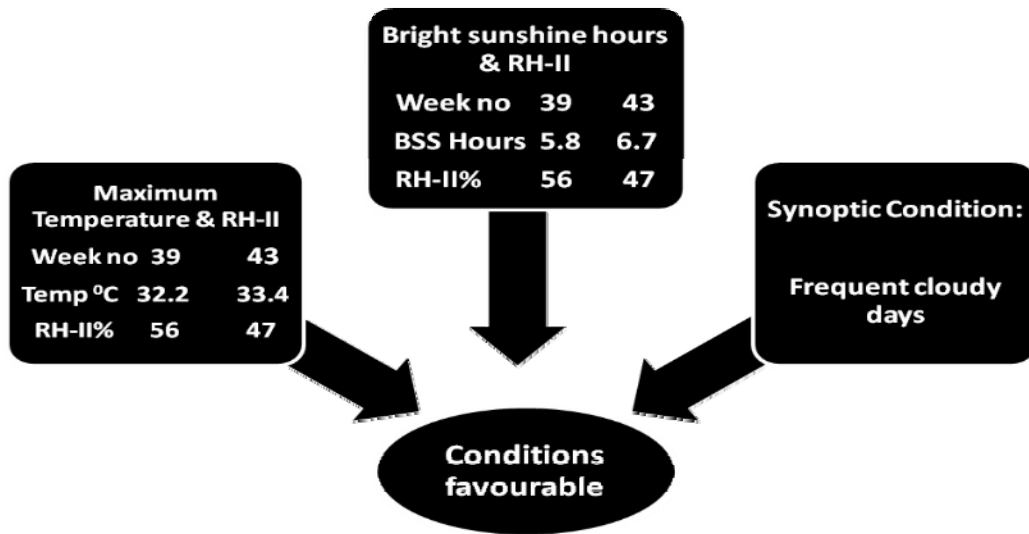 Bright sunshine hours
& RH-II
Week no 39 43
BSS Hours 5.8 6.7
RH-II% 56 47
Maximum
Temperature & RH-II
Week no 39 43
Temp ⁰C 32.2 33.4
RH-II% 56 47
Synoptic Condition:
Frequent cloudy
days
Conditions
favourable